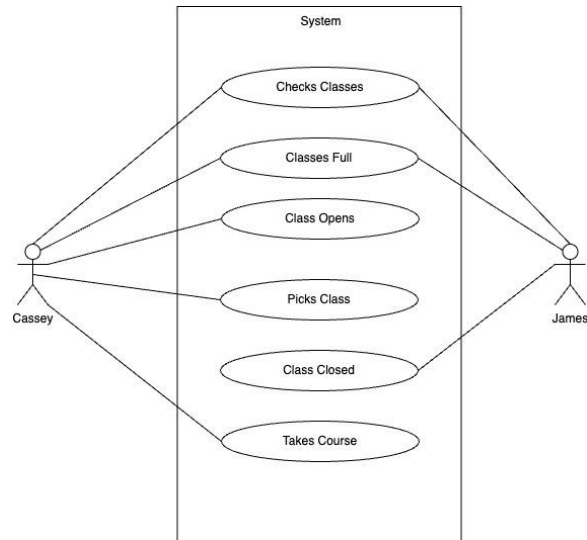 System
Checks Classes
Classes Full
Class Opens
Picks Class
Cassey
James
Class Closed
Takes Course